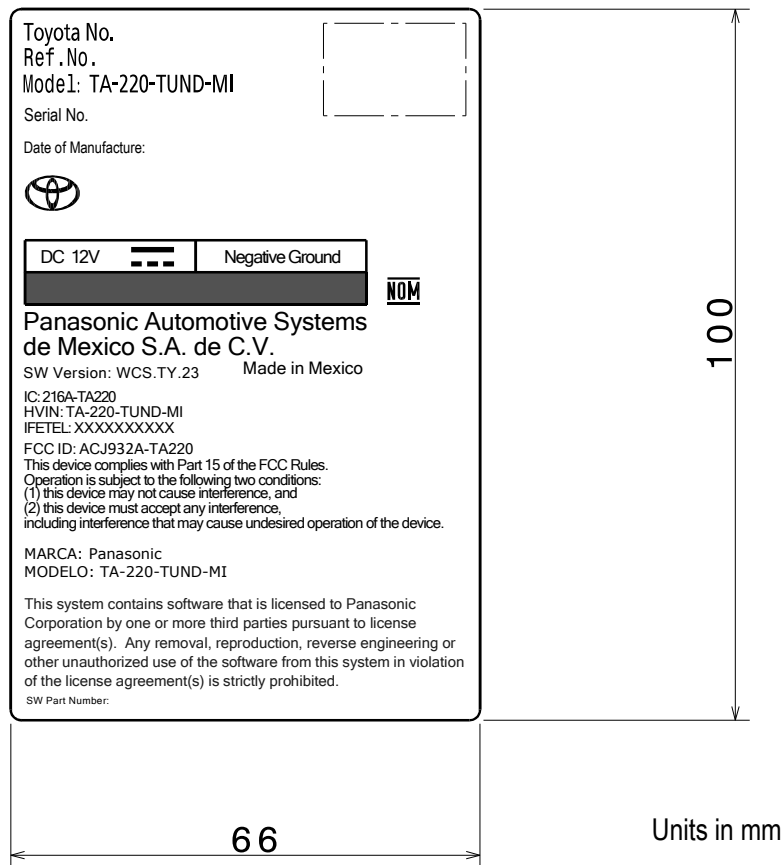 Toyota No.
Ref.No.
Model: TA-220-TUND-MI
Serial No.
Date of Manufacture:
DC 12V
Negative Ground
NOM
Panasonic Automotive Systems
de Mexico S.A. de C.V.
SW Version: WCS.TY.23
Made in Mexico
IC: 216A-TA220
HVIN: TA-220-TUND-MI
IFETEL: XXXXXXXXXX
FCC ID: ACJ932A-TA220
This device complies with Part 15 of the FCC Rules.
Operation is subject to the following two conditions:
(1) this device may not cause interference, and
(2) this device must accept any interference,
including interference that may cause undesired operation of the device.
MARCA: Panasonic
MODELO: TA-220-TUND-MI
This system contains software that is licensed to Panasonic
Corporation by one or more third parties pursuant to license
agreement(s). Any removal, reproduction, reverse engineering or
other unauthorized use of the software from this system in violation
of the license agreement(s) is strictly prohibited.
SW Part Number:
100
66
Units in mm